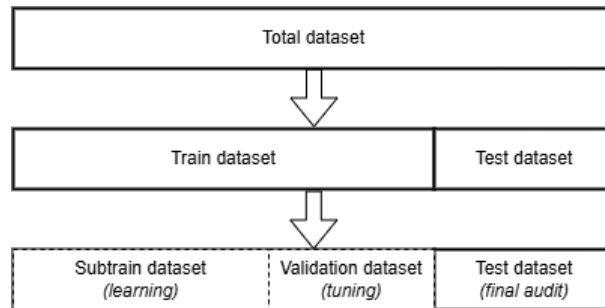 Total dataset
Train dataset
Test dataset
Subtrain dataset
(learning)
Validation dataset
(tuning)
Test dataset
(final audit)